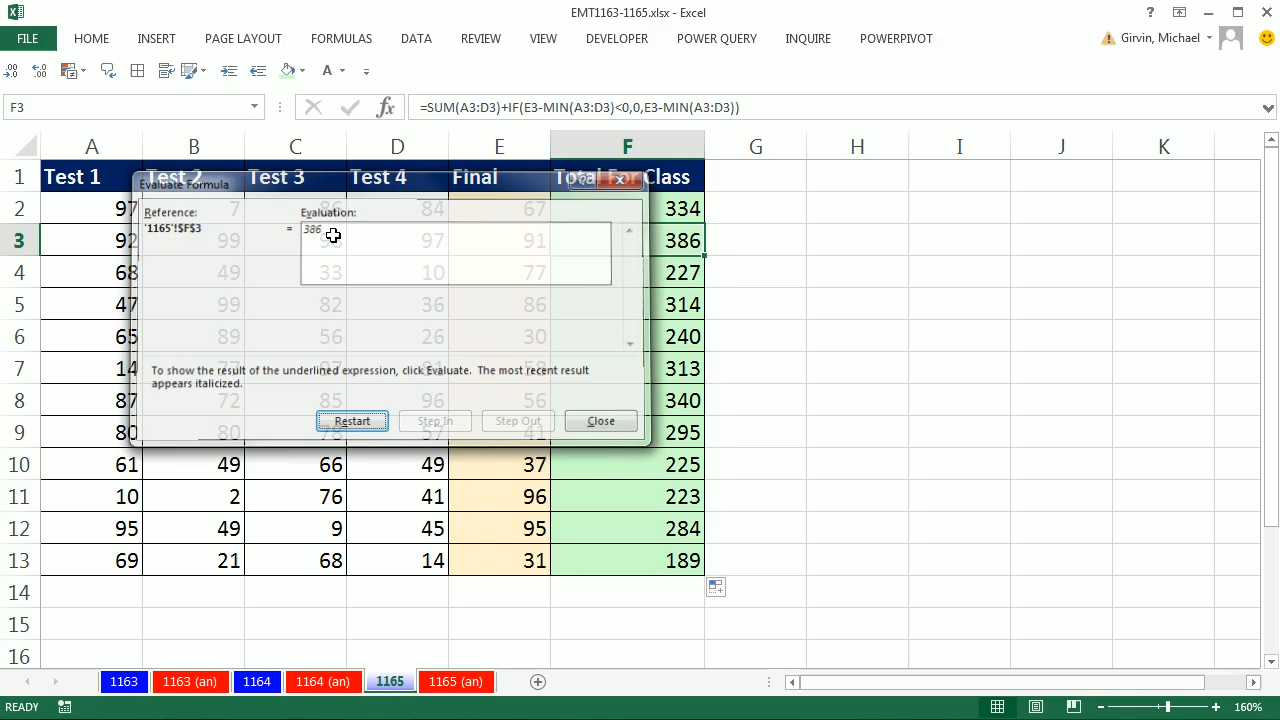 EMT1163-1165.xlsx - Excel
FILE HOME INSERT PAGE LAYOUT FORMULAS DATA REVIEW VIEW DEVELOPER POWER QUERY INQUIRE POWERPIVOT Girvin, Michael
F3 =SUM(A3:D3)+IF(E3-MIN(A3:D3)<0,0,E3-MIN(A3:D3))
A B C D E F G H I J K
1 Test 1 Test 2 Test 3 Test 4 Final Total For Class
Evaluate Formula
2 97 7 86 84 67 334
Reference: Evaluation:
'1165'!$F$3 = 386
3 92 99 97 91 386
4 68 49 33 10 77 227
5 47 99 82 36 86 314
6 65 89 56 26 30 240
7 14 313
To show the result of the underlined expression, click Evaluate. The most recent result
appears italicized.
8 87 72 85 96 56 340
Restart Step In Step Out Close
9 80 80 78 57 41 295
10 61 49 66 49 37 225
11 10 2 76 41 96 223
12 95 49 9 45 95 284
13 69 21 68 14 31 189
14
15
16
1163 1163 (an) 1164 1164 (an) 1165 1165 (an)
READY 160%